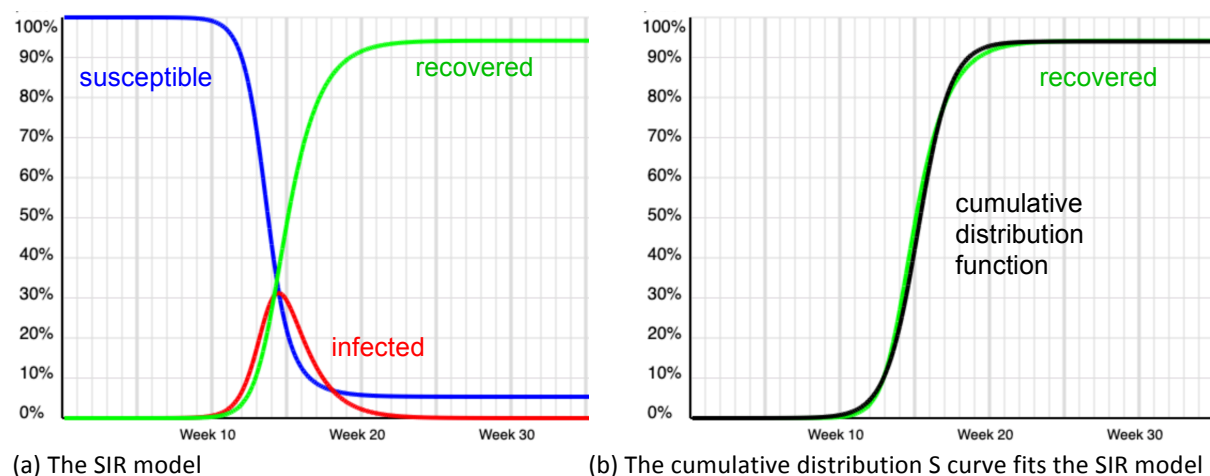 100%
90%
80%
70%
60%
50%
40%
30%
20%
10%
0%
susceptible
recovered
infected
Week 10
Week 20
Week 30
(a) The SIR model
100%
90%
80%
70%
60%
50%
40%
30%
20%
10%
0%
recovered
cumulative
distribution
function
Week 10
Week 20
Week 30
(b) The cumulative distribution S curve fits the SIR model